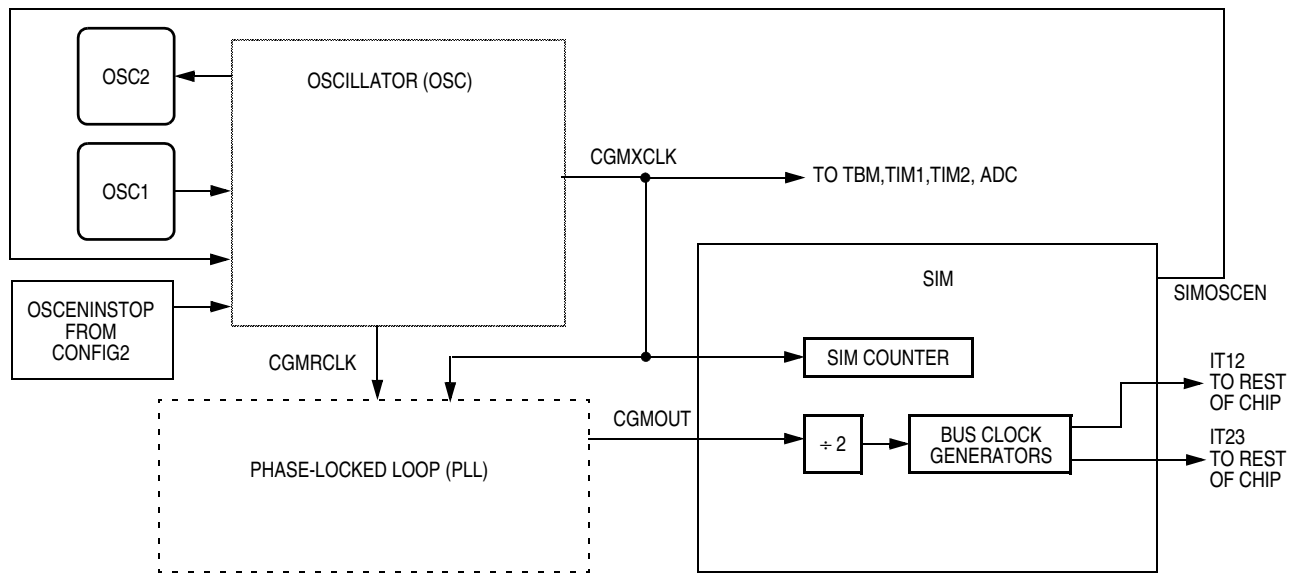 OSC2
OSCILLATOR (OSC)
CGMXCLK
TO TBM,TIM1,TIM2, ADC
OSC1
SIM
SIMOSCEN
OSCENINSTOP
FROM
CONFIG2
CGMRCLK
SIM COUNTER
IT12
TO REST
OF CHIP
CGMOUT
÷ 2
BUS CLOCK
GENERATORS
IT23
TO REST
OF CHIP
PHASE-LOCKED LOOP (PLL)